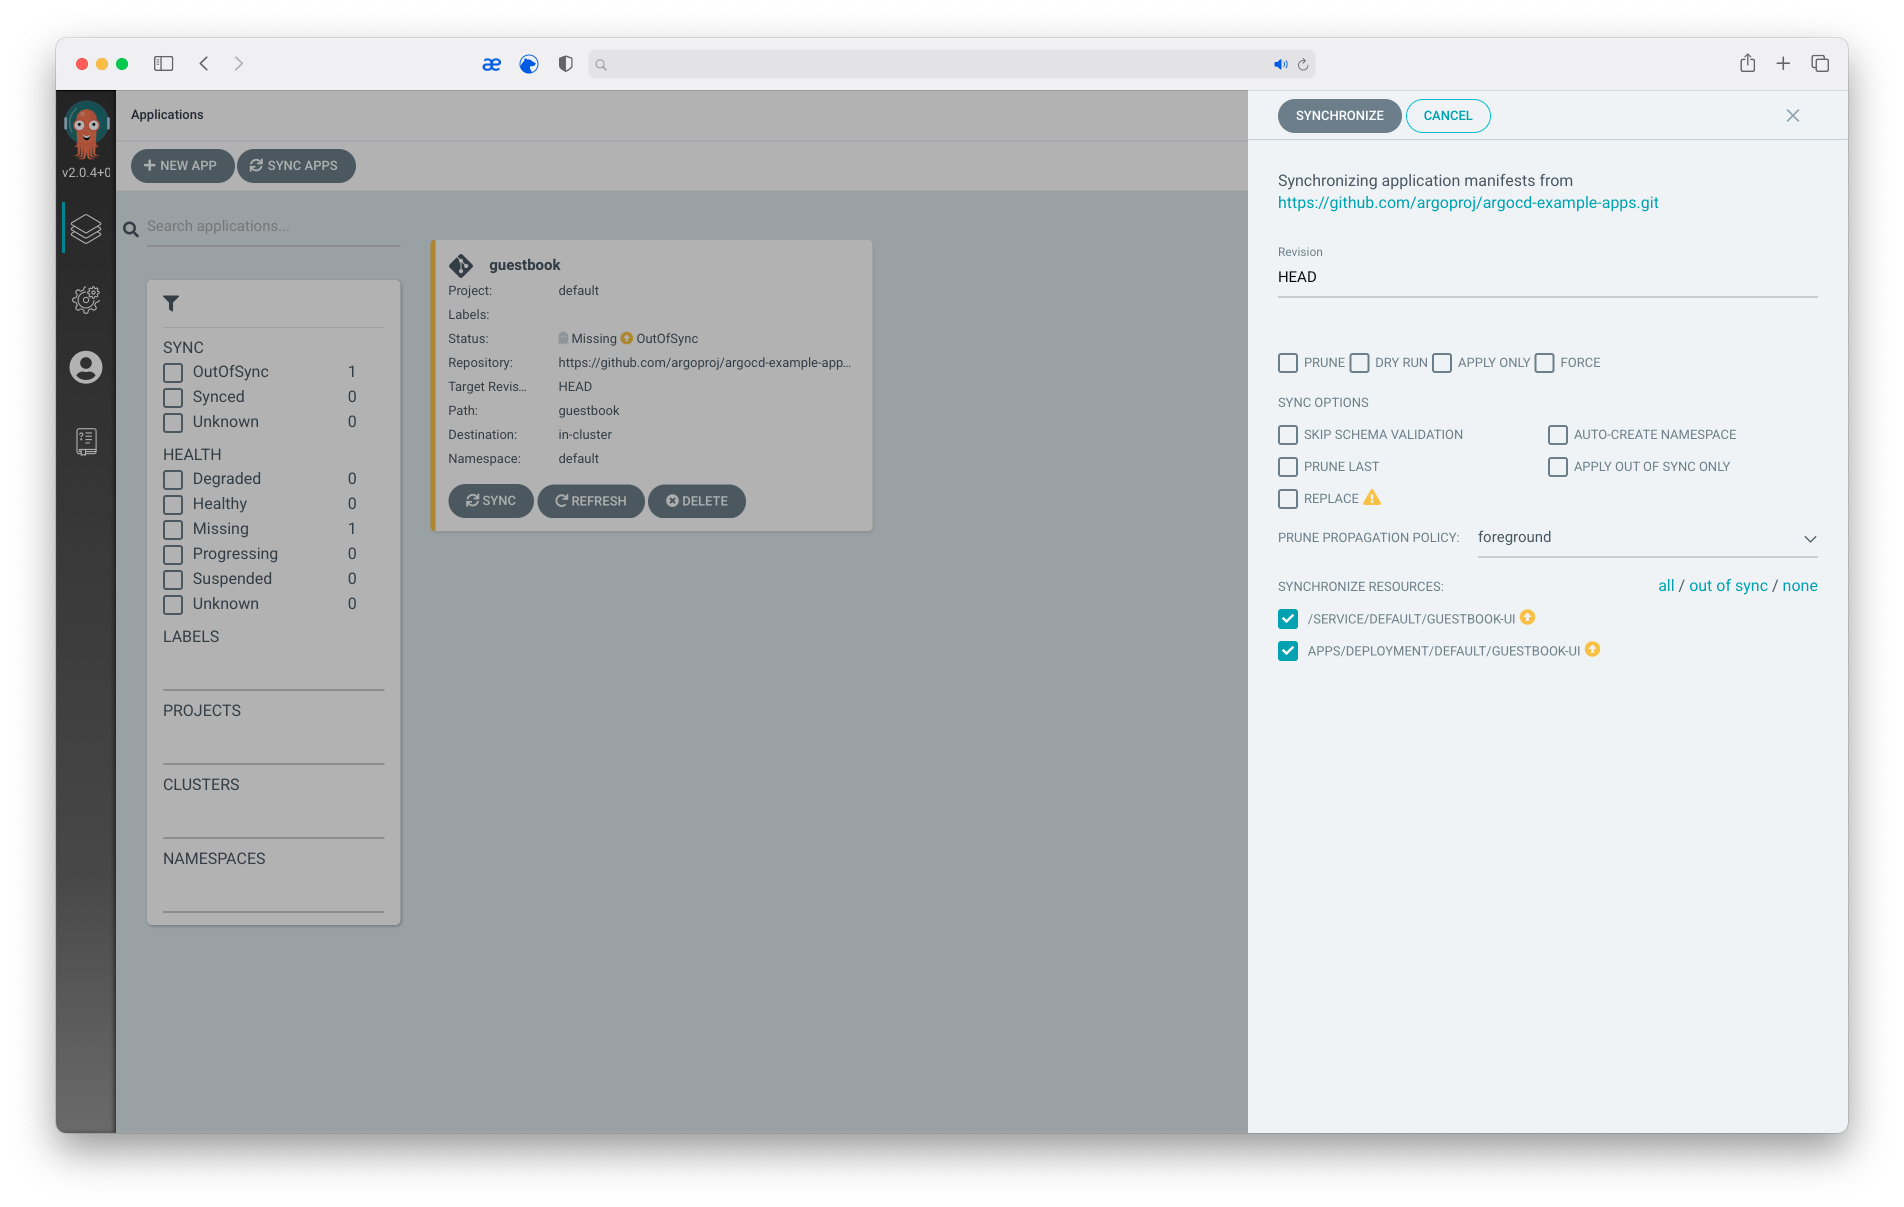 Applications
v2.0.4+0
NEW APP
SYNC APPS
Search applications...
SYNC
OutOfSync 1
Synced 0
Unknown 0
HEALTH
Degraded 0
Healthy 0
Missing 1
Progressing 0
Suspended 0
Unknown 0
LABELS
PROJECTS
CLUSTERS
NAMESPACES
guestbook
Project: default
Labels:
Status: Missing OutOfSync
Repository: https://github.com/argoproj/argocd-example-app...
Target Revis... HEAD
Path: guestbook
Destination: in-cluster
Namespace: default
SYNC REFRESH DELETE
SYNCHRONIZE CANCEL
Synchronizing application manifests from
https://github.com/argoproj/argocd-example-apps.git
Revision
HEAD
PRUNE DRY RUN APPLY ONLY FORCE
SYNC OPTIONS
SKIP SCHEMA VALIDATION AUTO-CREATE NAMESPACE
PRUNE LAST APPLY OUT OF SYNC ONLY
REPLACE
PRUNE PROPAGATION POLICY: foreground
SYNCHRONIZE RESOURCES: all / out of sync / none
/SERVICE/DEFAULT/GUESTBOOK-UI
APPS/DEPLOYMENT/DEFAULT/GUESTBOOK-UI